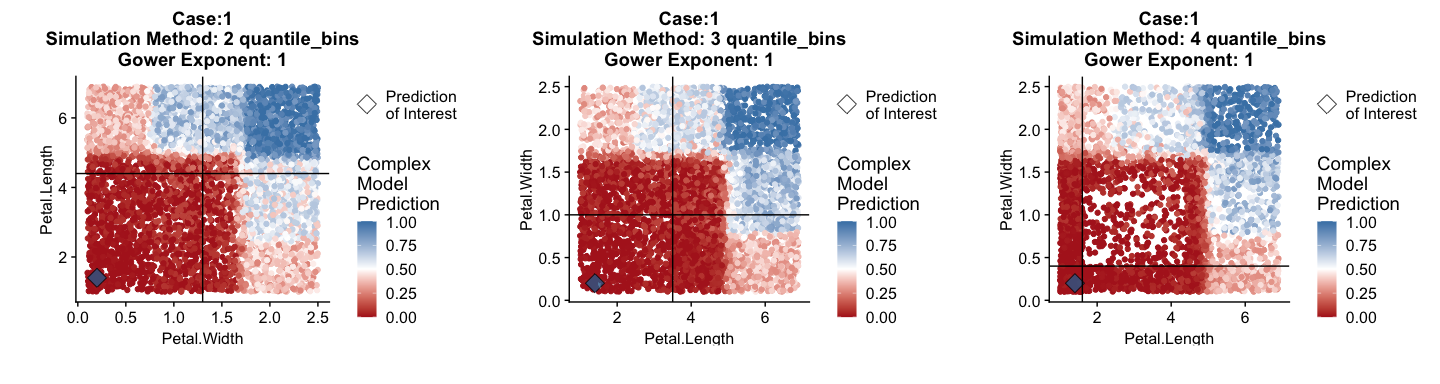 Case:1
Simulation Method: 2 quantile_bins
Gower Exponent: 1
6
4
2
Petal.Length
0.0
0.5
1.0
1.5
2.0
2.5
Petal.Width
Prediction
of Interest
Complex
Model
Prediction
1.00
0.75
0.50
0.25
0.00
Case:1
Simulation Method: 3 quantile_bins
Gower Exponent: 1
2.5
2.0
1.5
1.0
0.5
0.0
Petal.Width
2
4
6
Petal.Length
Prediction
of Interest
Complex
Model
Prediction
1.00
0.75
0.50
0.25
0.00
Case:1
Simulation Method: 4 quantile_bins
Gower Exponent: 1
2.5
2.0
1.5
1.0
0.5
0.0
Petal.Width
2
4
6
Petal.Length
Prediction
of Interest
Complex
Model
Prediction
1.00
0.75
0.50
0.25
0.00